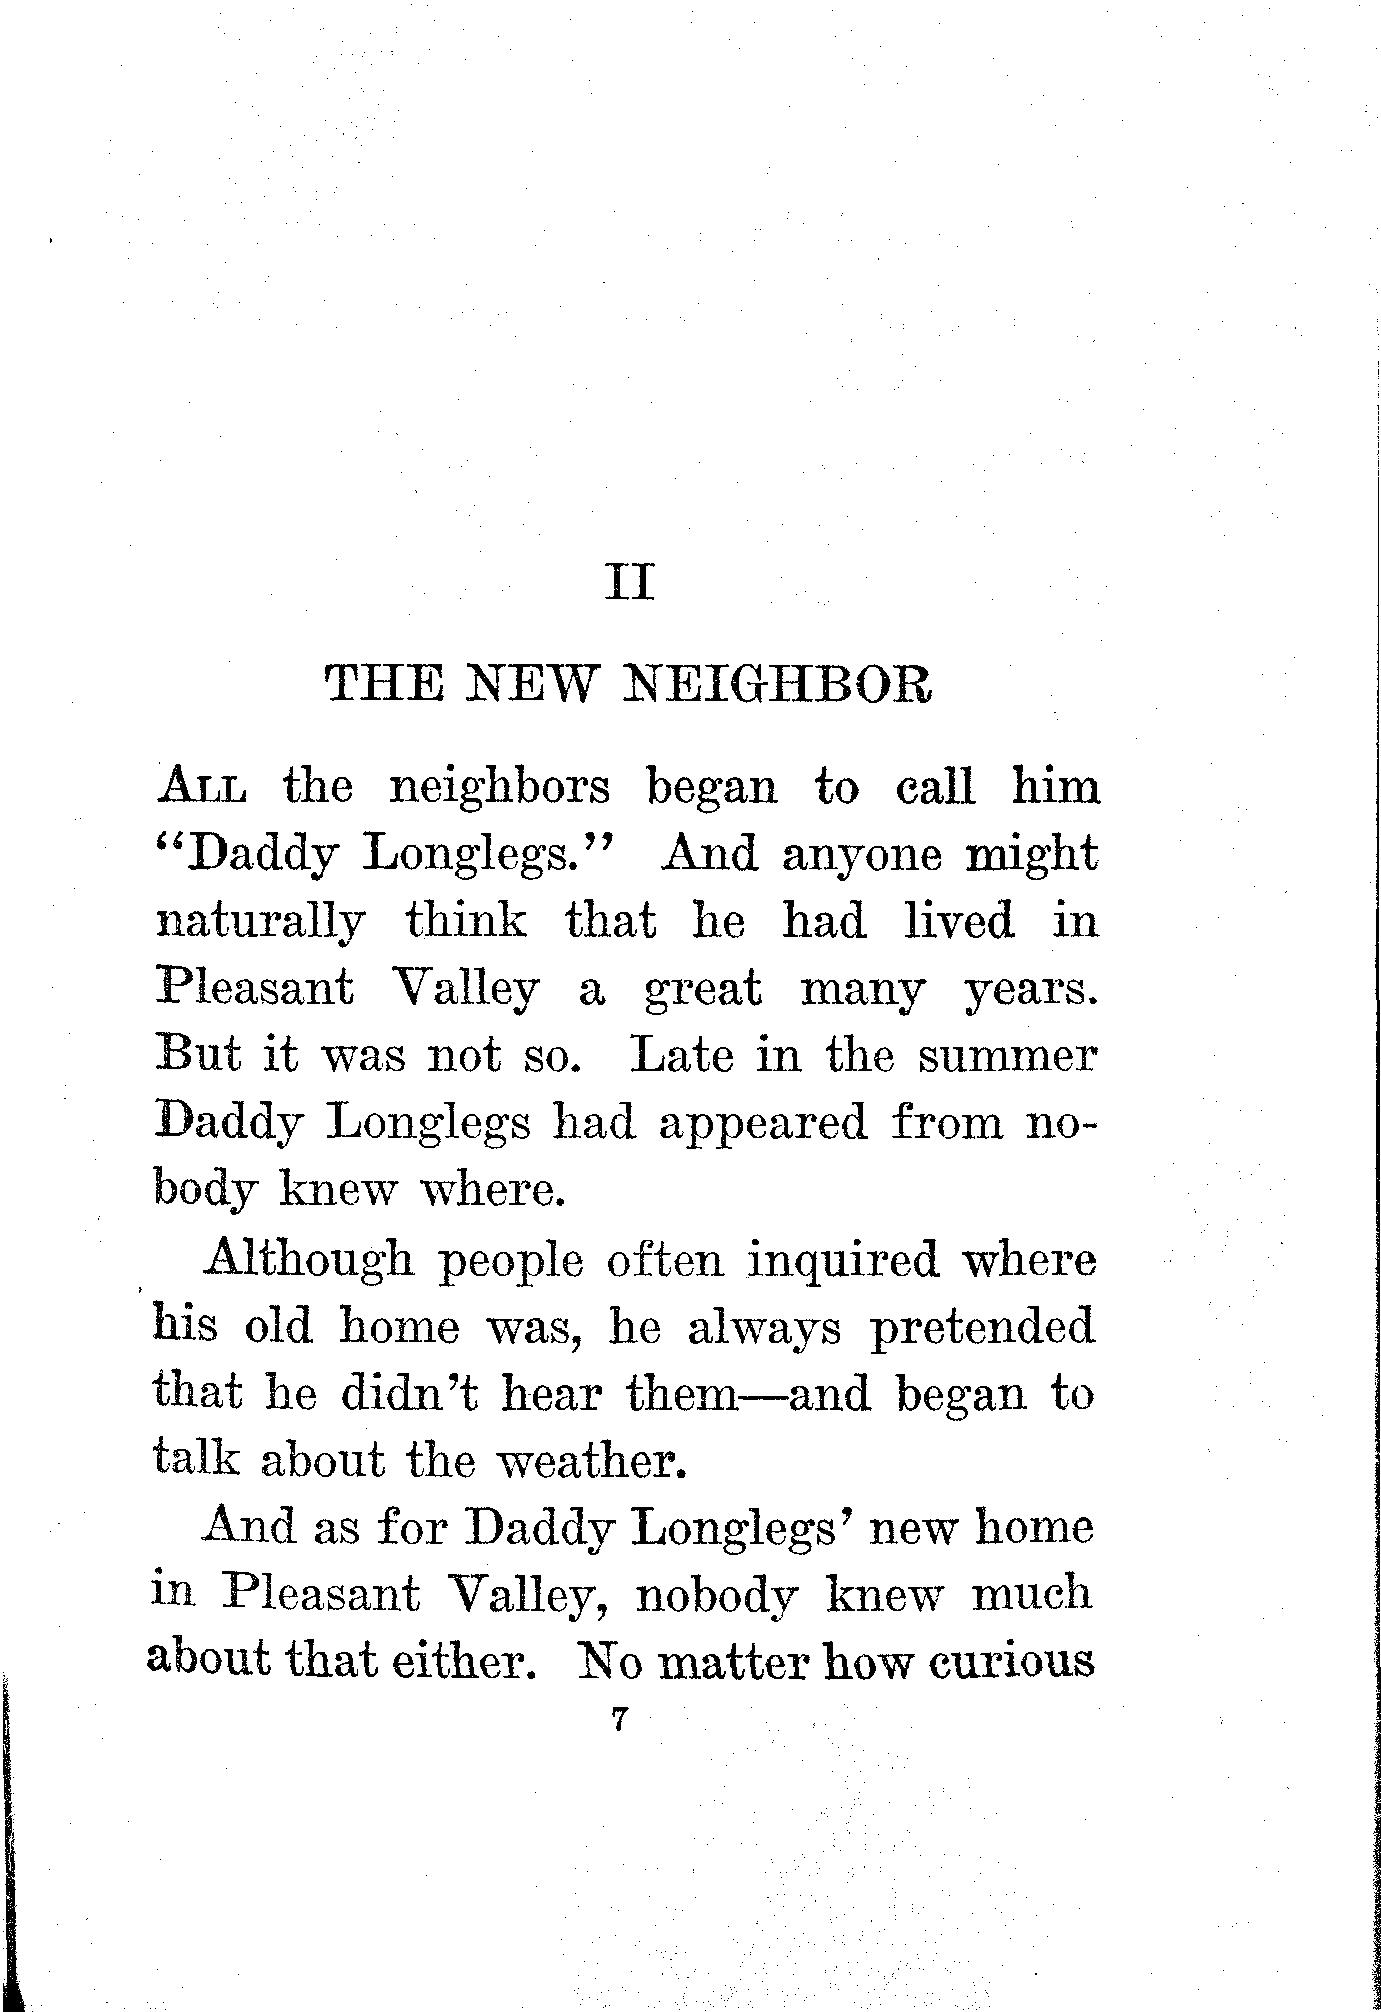 II
THE NEW NEIGHBOR
ALL the neighbors began to call him
“Daddy Longlegs.” And anyone might
naturally think that he had lived in
Pleasant Valley a great many years.
But it was not so. Late in the summer
Daddy Longlegs had appeared from no-
body knew where.
Although people often inquired where
his old home was, he always pretended
that he didn’t hear them—and began to
talk about the weather.
And as for Daddy Longlegs’ new home
in Pleasant Valley, nobody knew much
about that either. No matter how curious
7